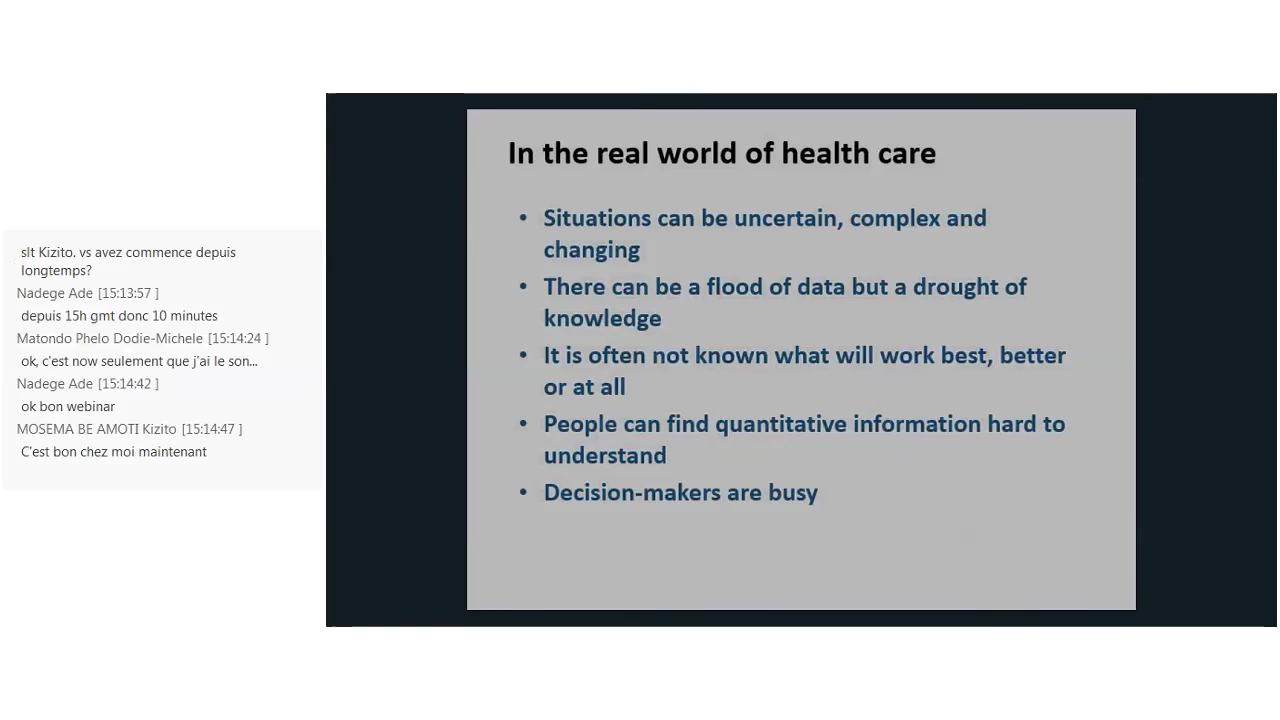 slt Kizito. vs avez commence depuis
longtemps?
Nadege Ade [15:13:57 ]
depuis 15h gmt donc 10 minutes
Matondo Phelo Dodie-Michele [15:14:24 ]
ok, c'est now seulement que j'ai le son...
Nadege Ade [15:14:42 ]
ok bon webinar
MOSEMA BE AMOTI Kizito [15:14:47 ]
C'est bon chez moi maintenant
In the real world of health care
• Situations can be uncertain, complex and
changing
• There can be a flood of data but a drought of
knowledge
• It is often not known what will work best, better
or at all
• People can find quantitative information hard to
understand
• Decision-makers are busy